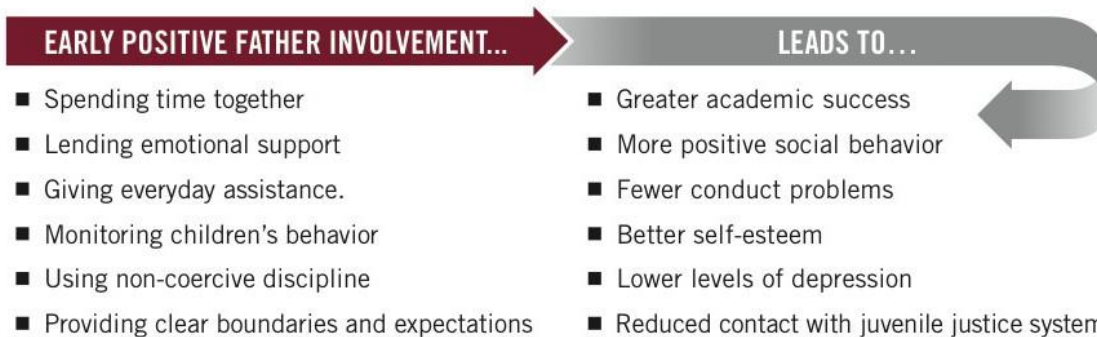 EARLY POSITIVE FATHER INVOLVEMENT...
■ Spending time together
■ Lending emotional support
■ Giving everyday assistance.
■ Monitoring children's behavior
■ Using non-coercive discipline
■ Providing clear boundaries and expectations
LEADS TO...
■ Greater academic success
■ More positive social behavior
■ Fewer conduct problems
■ Better self-esteem
■ Lower levels of depression
■ Reduced contact with juvenile justice system